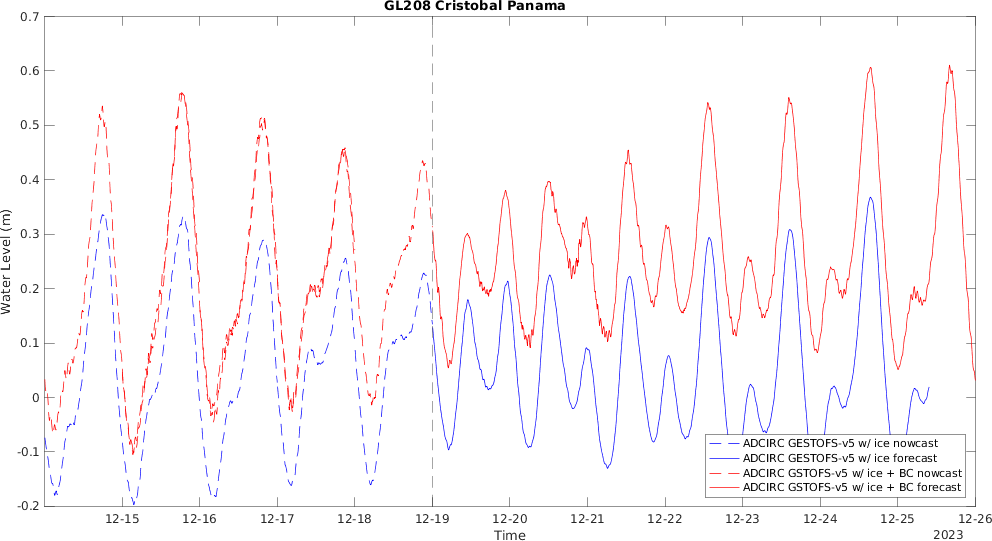 GL208 Cristobal Panama
0.7
0.6
0.5
0.4
0.3
0.2
0.1
0
-0.1
-0.2
Water Level (m)
ADCIRC GESTOFS-v5 w/ ice nowcast
ADCIRC GESTOFS-v5 w/ ice forecast
ADCIRC GSTOFS-v5 w/ ice + BC nowcast
ADCIRC GSTOFS-v5 w/ ice + BC forecast
12-15 12-16 12-17 12-18 12-19 12-20 12-21 12-22 12-23 12-24 12-25 12-26
Time
2023